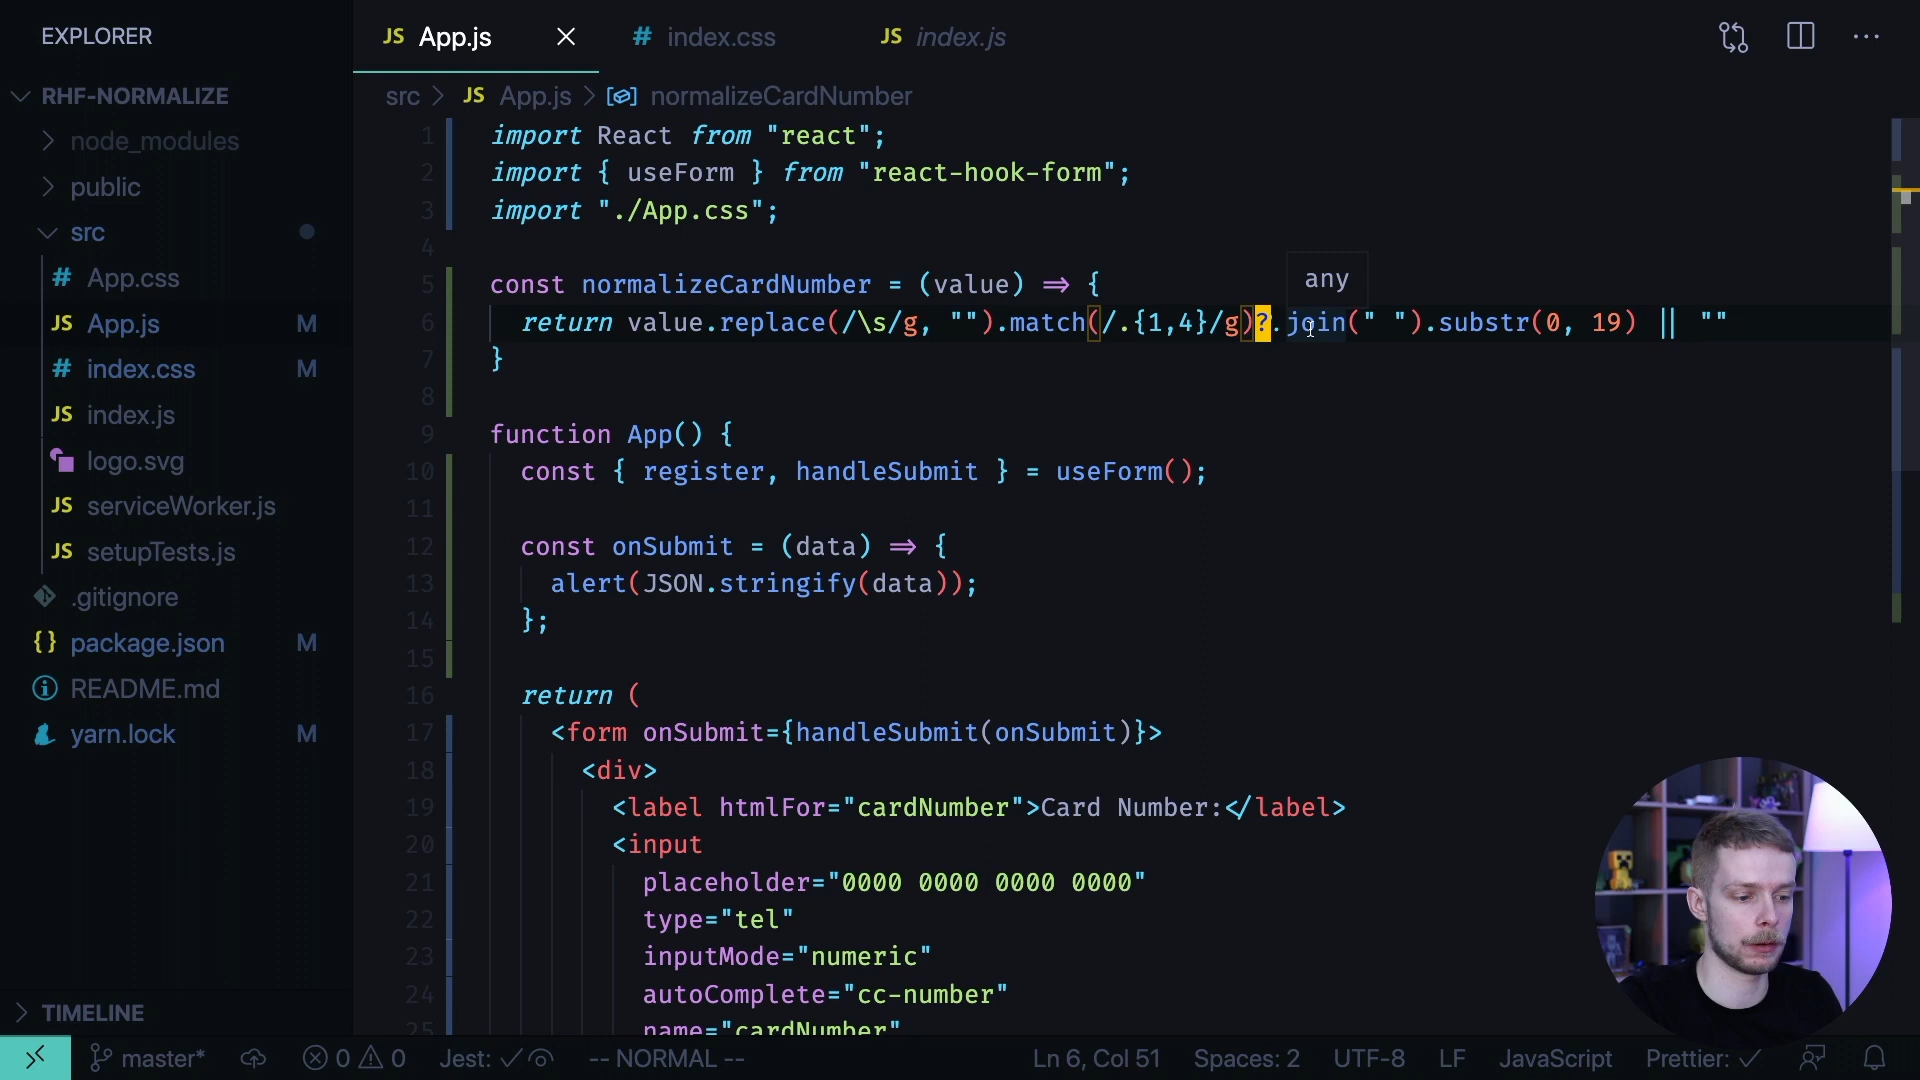 EXPLORER
RHF-NORMALIZE
node_modules
public
src
# App.css
JS App.js M
# index.css M
JS index.js
logo.svg
JS serviceWorker.js
JS setupTests.js
.gitignore
{} package.json M
README.md
yarn.lock M
TIMELINE
JS App.js
# index.css
JS index.js
src > JS App.js > normalizeCardNumber
1 import React from "react";
2 import { useForm } from "react-hook-form";
3 import "./App.css";
4
5 const normalizeCardNumber = (value) => {
any
6 return value.replace(/\s/g, "").match(/.{1,4}/g)?.join(" ").substr(0, 19) || ""
7 }
8
9 function App() {
10 const { register, handleSubmit } = useForm();
11
12 const onSubmit = (data) => {
13 alert(JSON.stringify(data));
14 };
15
16 return (
17 <form onSubmit={handleSubmit(onSubmit)}>
18 <div>
19 <label htmlFor="cardNumber">Card Number:</label>
20 <input
21 placeholder="0000 0000 0000 0000"
22 type="tel"
23 inputMode="numeric"
24 autoComplete="cc-number"
25 name="cardNumber"
master* 0 0 Jest: -- NORMAL -- Ln 6, Col 51 Spaces: 2 UTF-8 LF JavaScript Prettier: